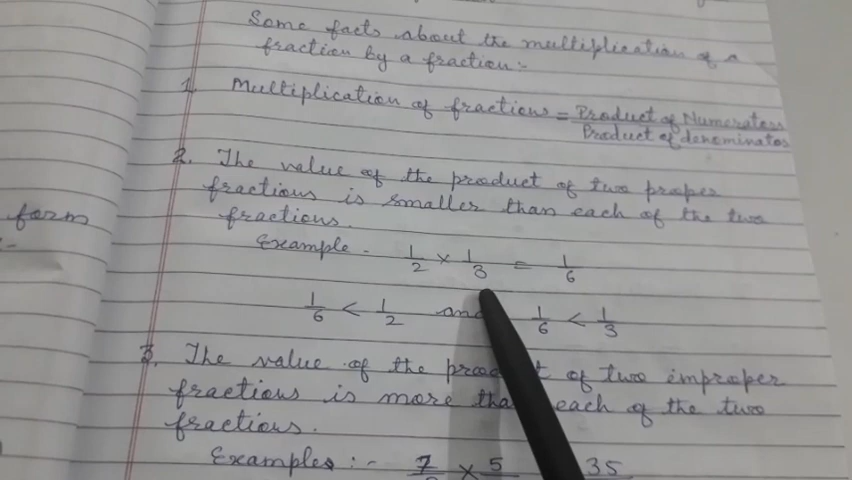 Some facts about the multiplication of a
fraction by a fraction :-
1. Multiplication of fractions = Product of Numerators / Product of denominators
2. The value of the product of two proper
fractions is smaller than each of the two
form
fractions.
Example - 1/2 × 1/3 = 1/6
1/6 < 1/2 and 1/6 < 1/3
3. The value of the product of two improper
fractions is more than each of the two
fractions.
Examples :- 7 × 5 35